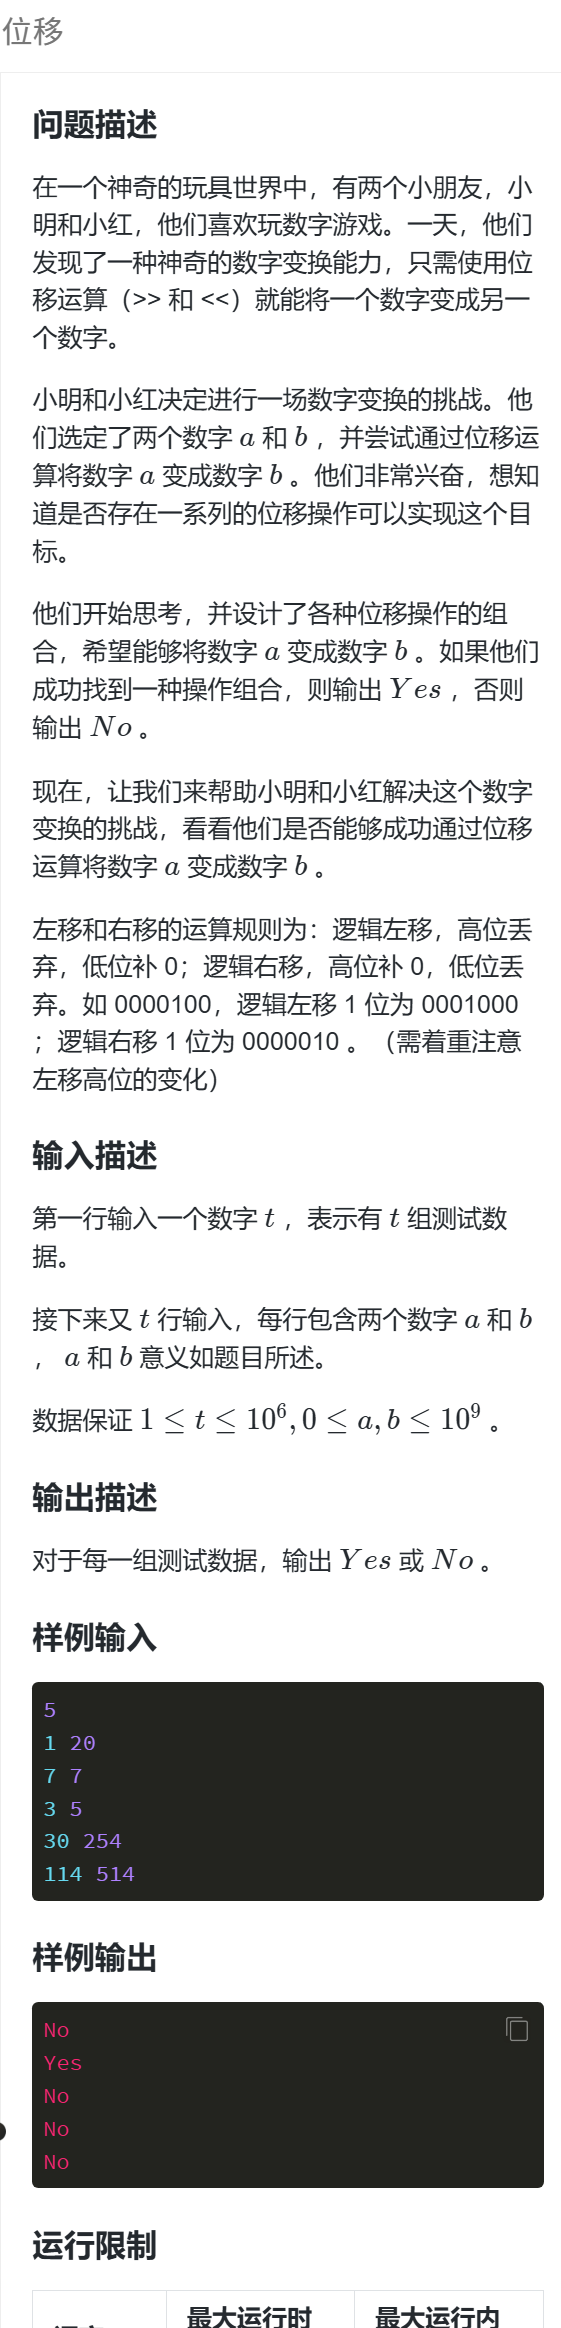 位移
问题描述
在一个神奇的玩具世界中，有两个小朋友，小
明和小红，他们喜欢玩数字游戏。一天，他们
发现了一种神奇的数字变换能力，只需使用位
移运算（>> 和 <<）就能将一个数字变成另一
个数字。
小明和小红决定进行一场数字变换的挑战。他
们选定了两个数字 a 和 b ，并尝试通过位移运
算将数字 a 变成数字 b 。他们非常兴奋，想知
道是否存在一系列的位移操作可以实现这个目
标。
他们开始思考，并设计了各种位移操作的组
合，希望能够将数字 a 变成数字 b 。如果他们
成功找到一种操作组合，则输出 Yes ，否则
输出 No 。
现在，让我们来帮助小明和小红解决这个数字
变换的挑战，看看他们是否能够成功通过位移
运算将数字 a 变成数字 b 。
左移和右移的运算规则为：逻辑左移，高位丢
弃，低位补 0；逻辑右移，高位补 0，低位丢
弃。如 0000100，逻辑左移 1 位为 0001000
；逻辑右移 1 位为 0000010 。（需着重注意
左移高位的变化）
输入描述
第一行输入一个数字 t ，表示有 t 组测试数
据。
接下来又 t 行输入，每行包含两个数字 a 和 b
， a 和 b 意义如题目所述。
数据保证 1 ≤ t ≤ 10⁶, 0 ≤ a, b ≤ 10⁹ 。
输出描述
对于每一组测试数据，输出 Yes 或 No 。
样例输入
5
1 20
7 7
3 5
30 254
114 514
样例输出
No
Yes
No
No
No
运行限制
最大运行时 最大运行内